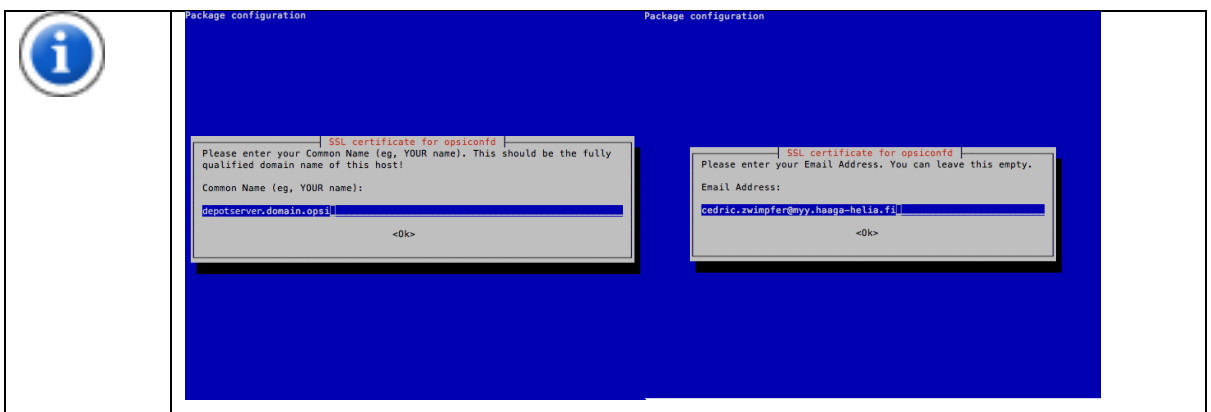 Package configuration
SSL certificate for opsiconfd
Please enter your Common Name (eg, YOUR name). This should be the fully
qualified domain name of this host!
Common Name (eg, YOUR name):
depotserver.domain.opsi
<Ok>
Package configuration
SSL certificate for opsiconfd
Please enter your Email Address. You can leave this empty.
Email Address:
cedric.zwimpfer@myy.haaga-helia.fi
<Ok>